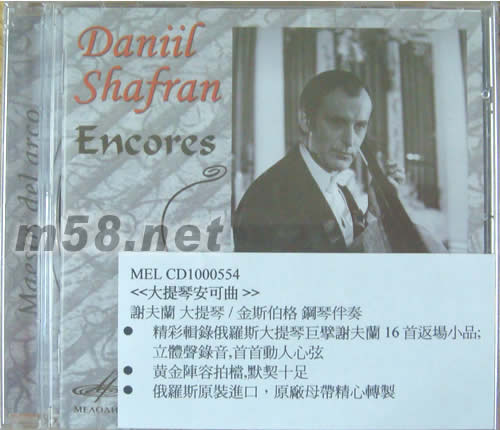 Daniil
Shafran
Encores
Maestro del arco
m58.net
MEL CD1000554
<<大提琴安可曲 >>
謝夫蘭 大提琴 / 金斯伯格 鋼琴伴奏
● 精彩輯錄俄羅斯大提琴巨擘謝夫蘭 16 首返場小品;
立體聲錄音,首首動人心弦
● 黃金陣容拍檔,默契十足
● 俄羅斯原裝進口，原廠母帶精心轉製